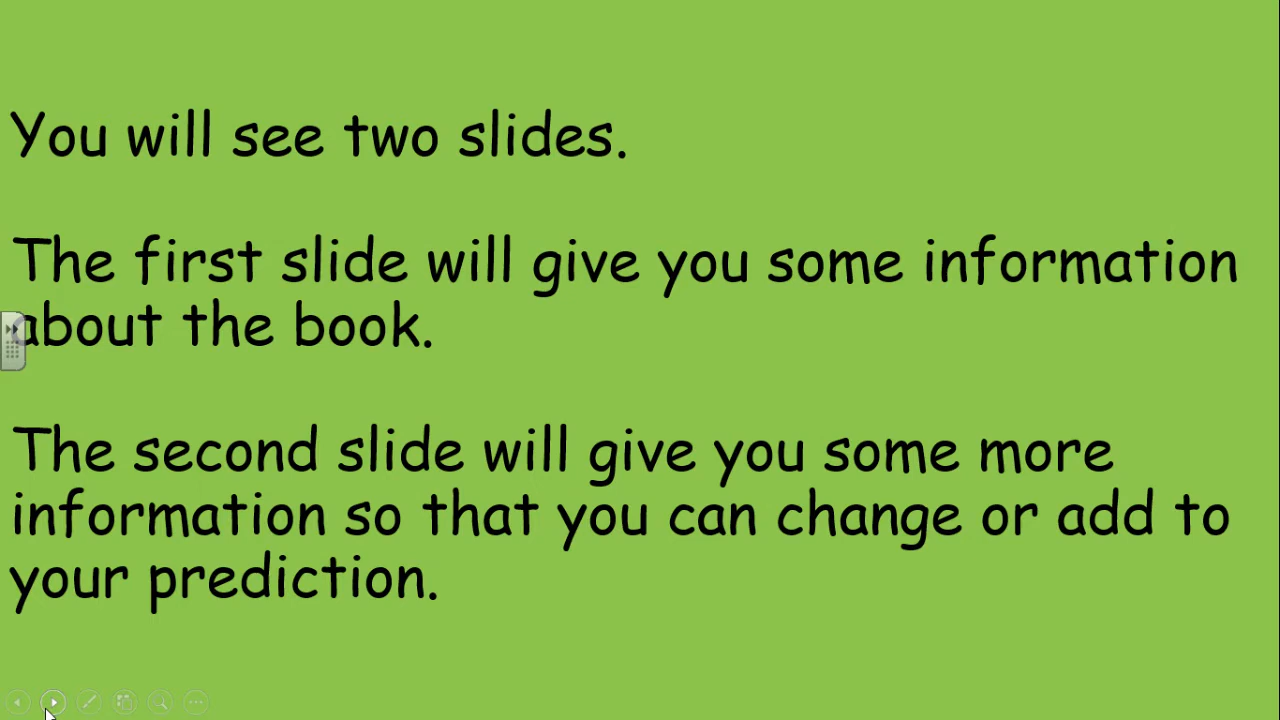 You will see two slides.
The first slide will give you some information
about the book.
The second slide will give you some more
information so that you can change or add to
your prediction.